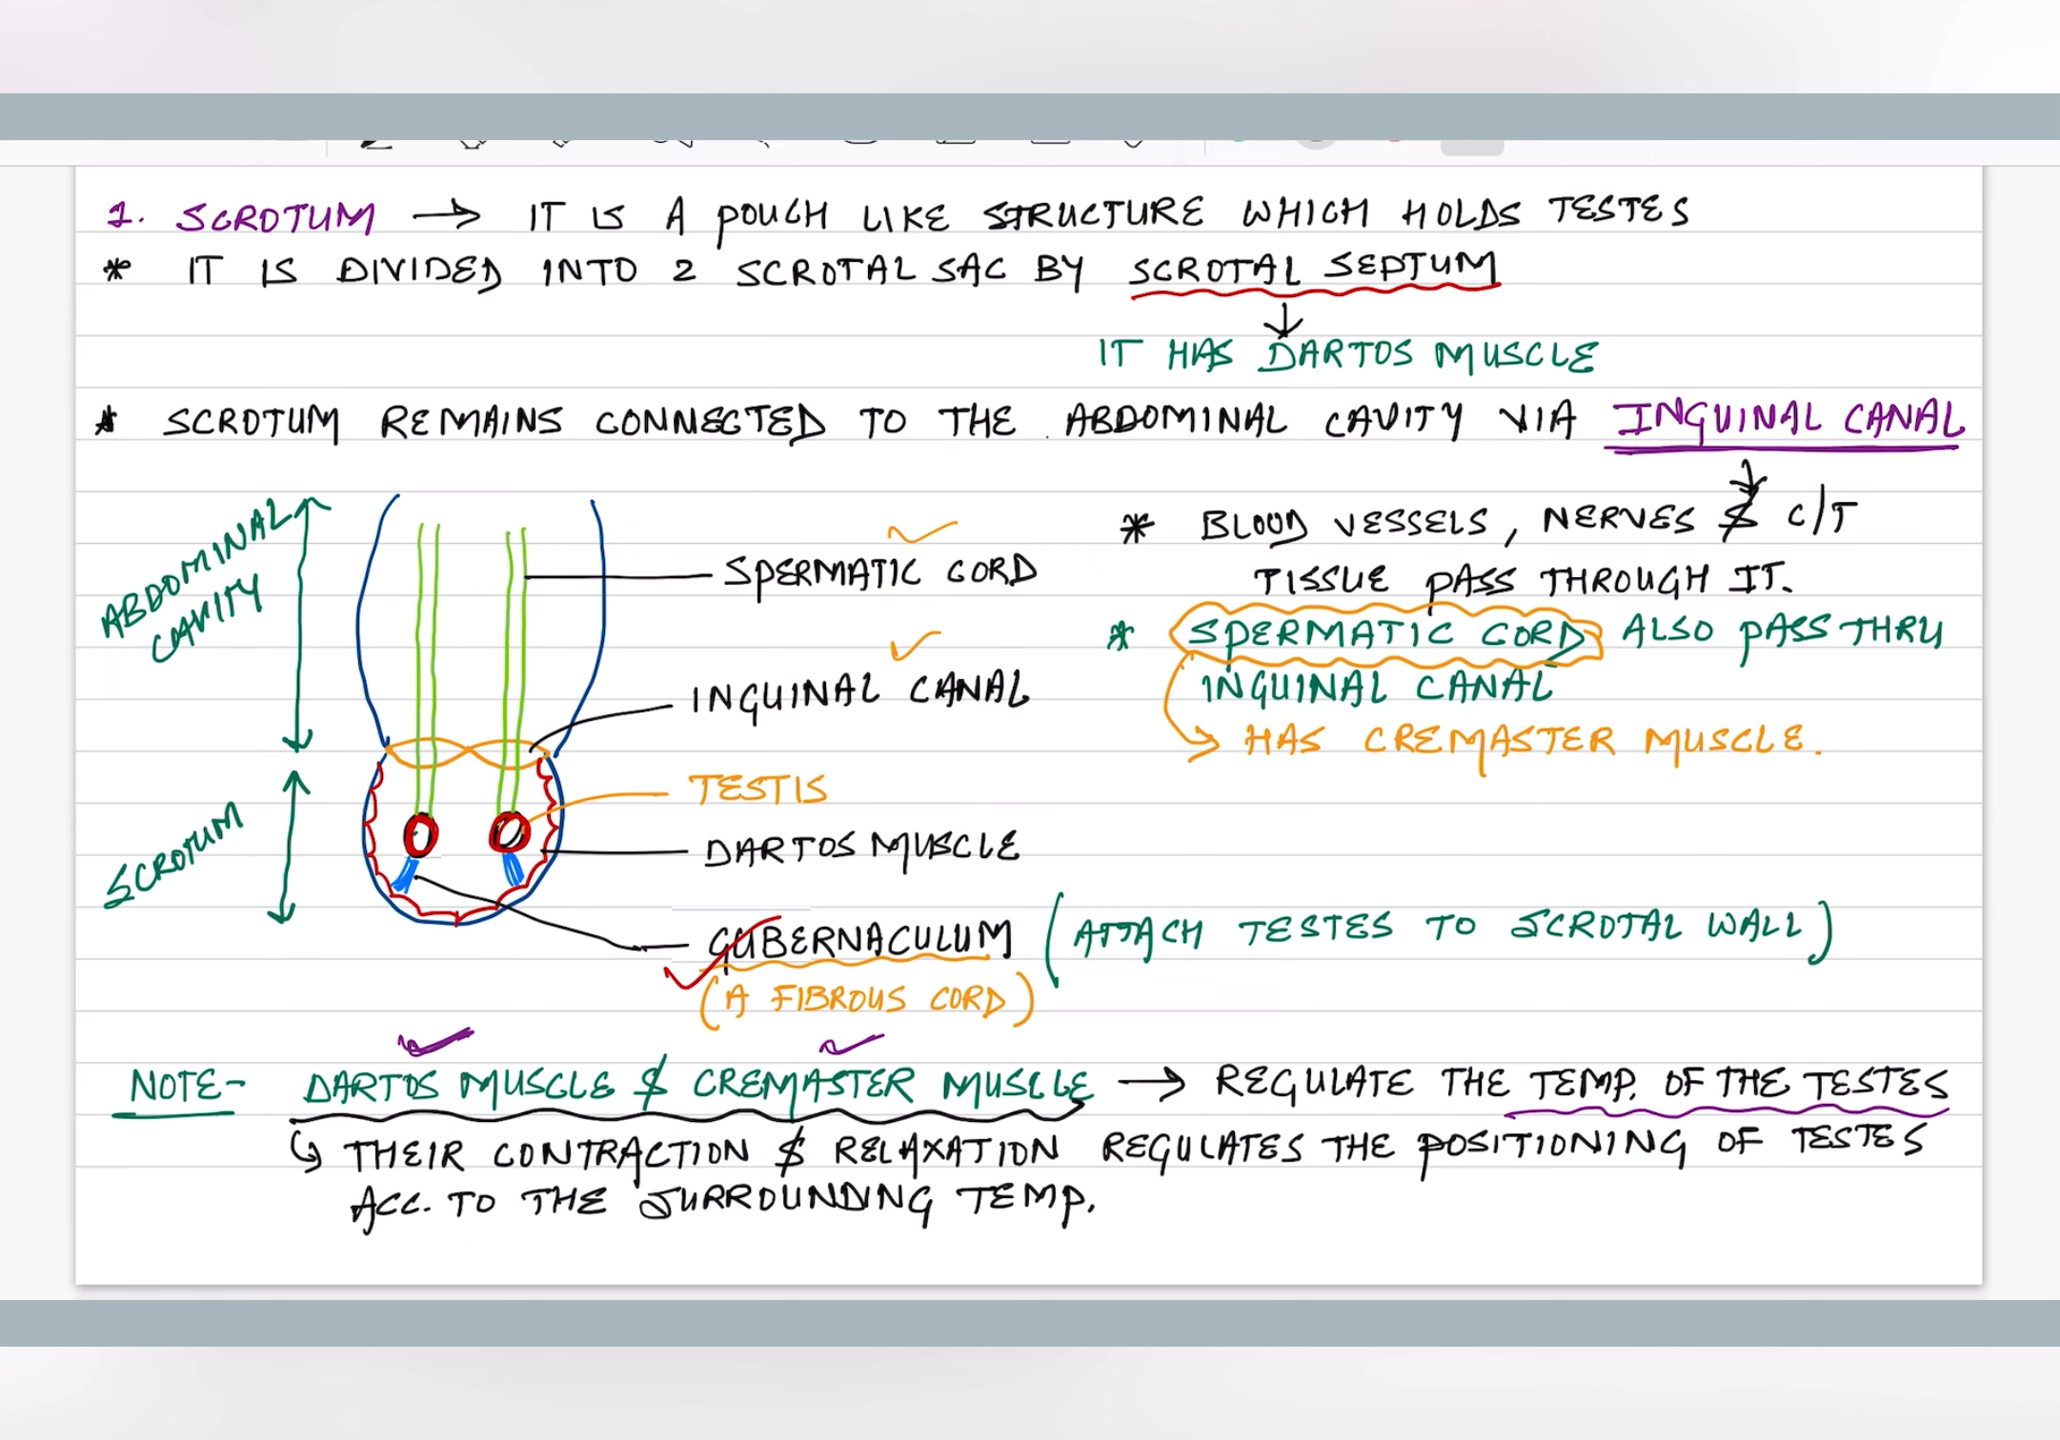 1. SCROTUM → IT IS A POUCH LIKE STRUCTURE WHICH HOLDS TESTES
* IT IS DIVIDED INTO 2 SCROTAL SAC BY SCROTAL SEPTUM
↓
IT HAS DARTOS MUSCLE
* SCROTUM REMAINS CONNECTED TO THE ABDOMINAL CAVITY VIA INGUINAL CANAL
ABDOMINAL
CAVITY
SCROTUM
SPERMATIC CORD
INGUINAL CANAL
TESTIS
DARTOS MUSCLE
GUBERNACULUM (ATTACH TESTES TO SCROTAL WALL)
(A FIBROUS CORD)
* BLOOD VESSELS, NERVES & C/T
TISSUE PASS THROUGH IT.
* SPERMATIC CORD ALSO PASS THRU
INGUINAL CANAL
→ HAS CREMASTER MUSCLE.
NOTE- DARTOS MUSCLE & CREMASTER MUSCLE → REGULATE THE TEMP. OF THE TESTES
↳ THEIR CONTRACTION & RELAXATION REGULATES THE POSITIONING OF TESTES
ACC. TO THE SURROUNDING TEMP.